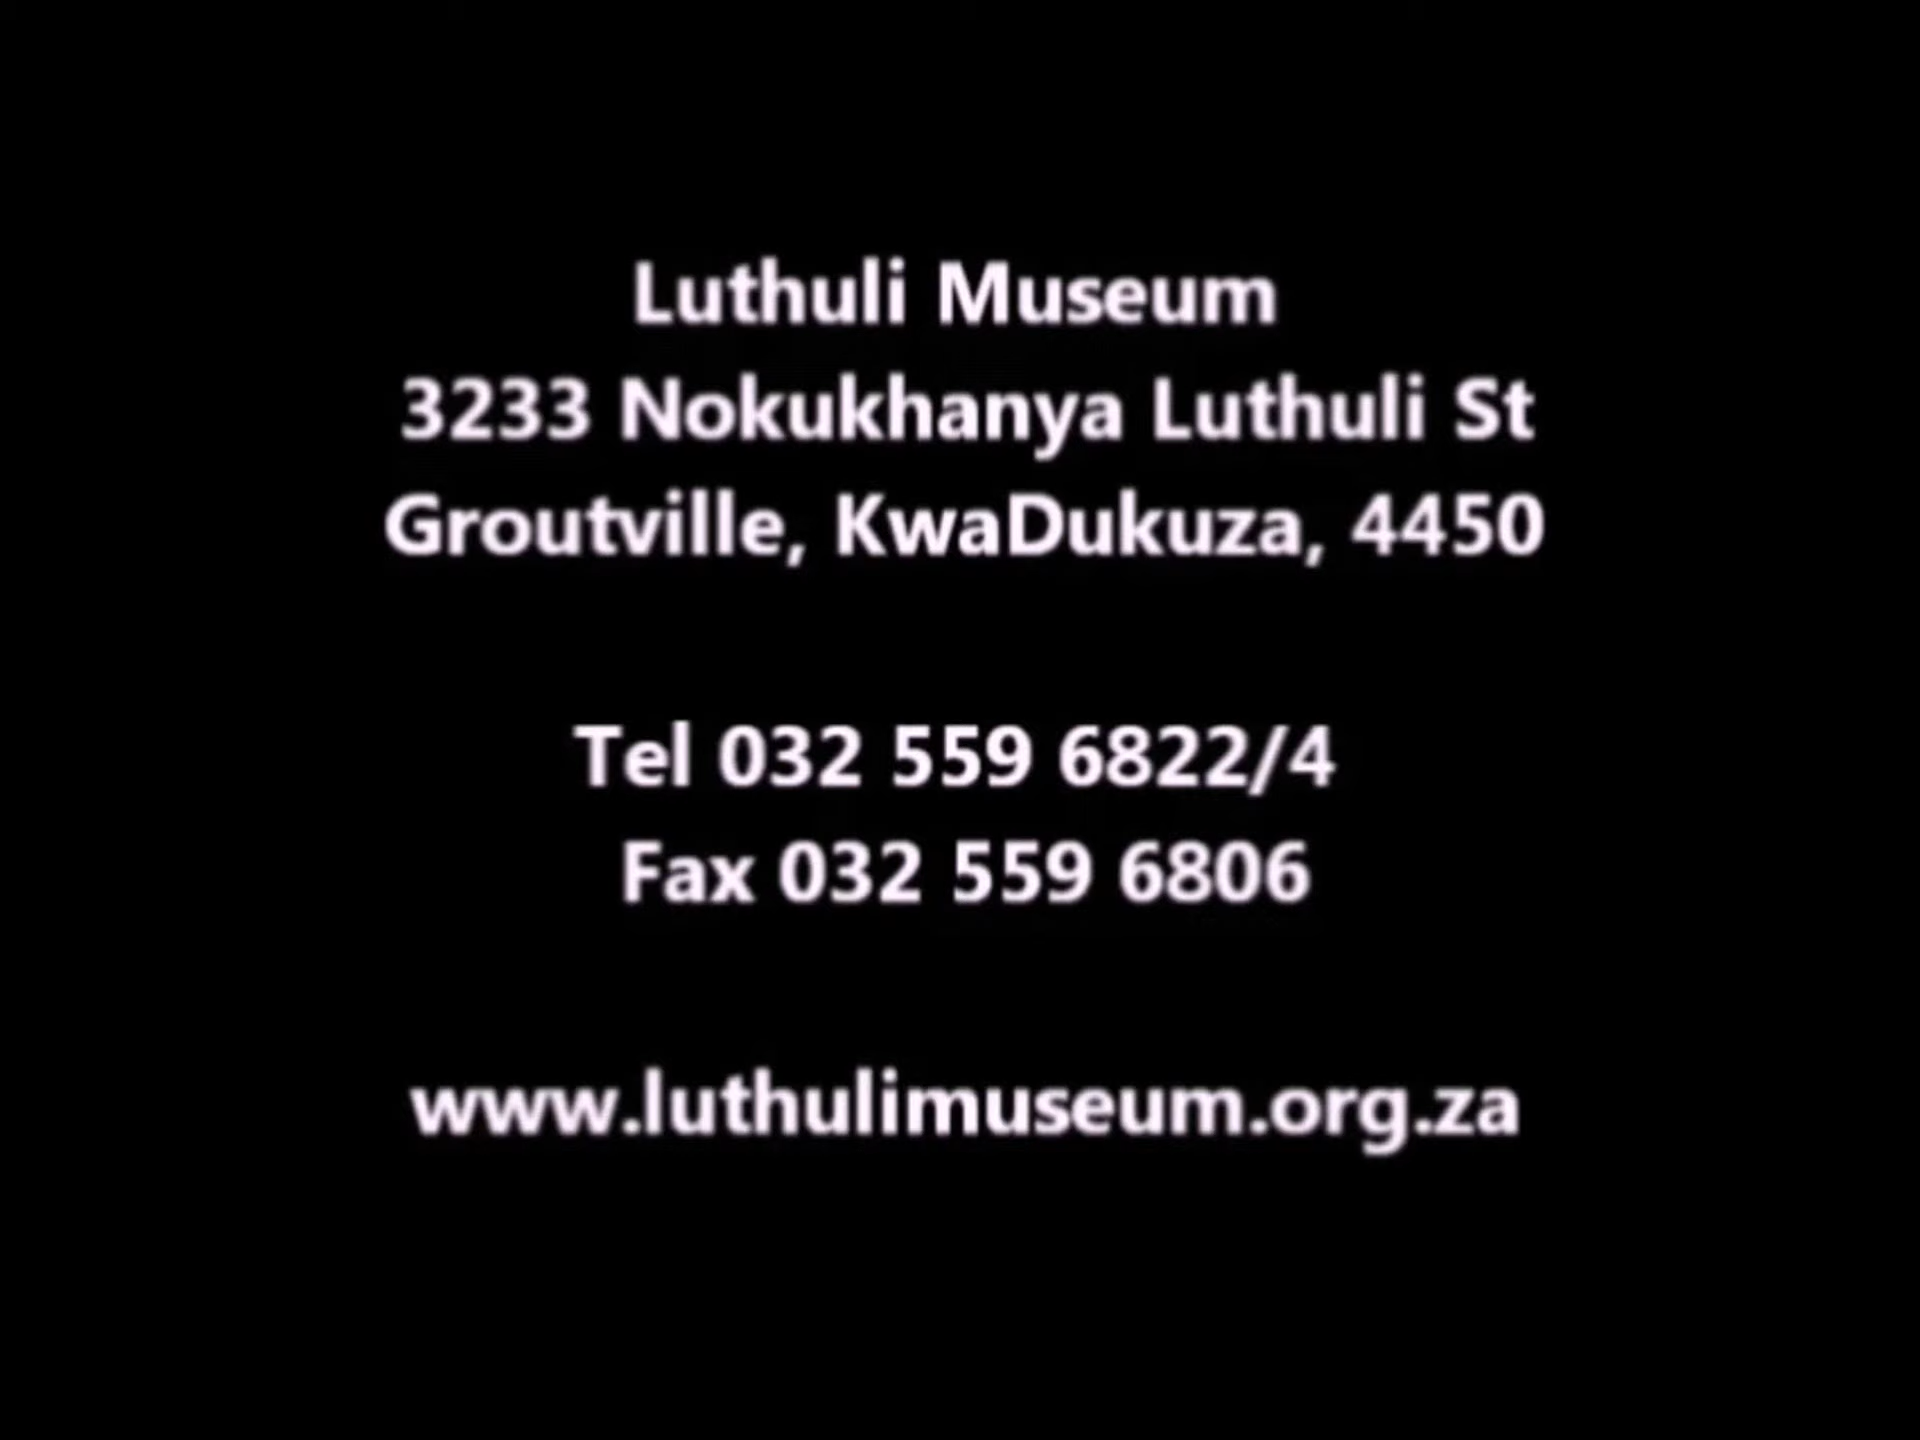 Luthuli Museum
3233 Nokukhanya Luthuli St
Groutville, KwaDukuza, 4450
Tel 032 559 6822/4
Fax 032 559 6806
www.luthulimuseum.org.za